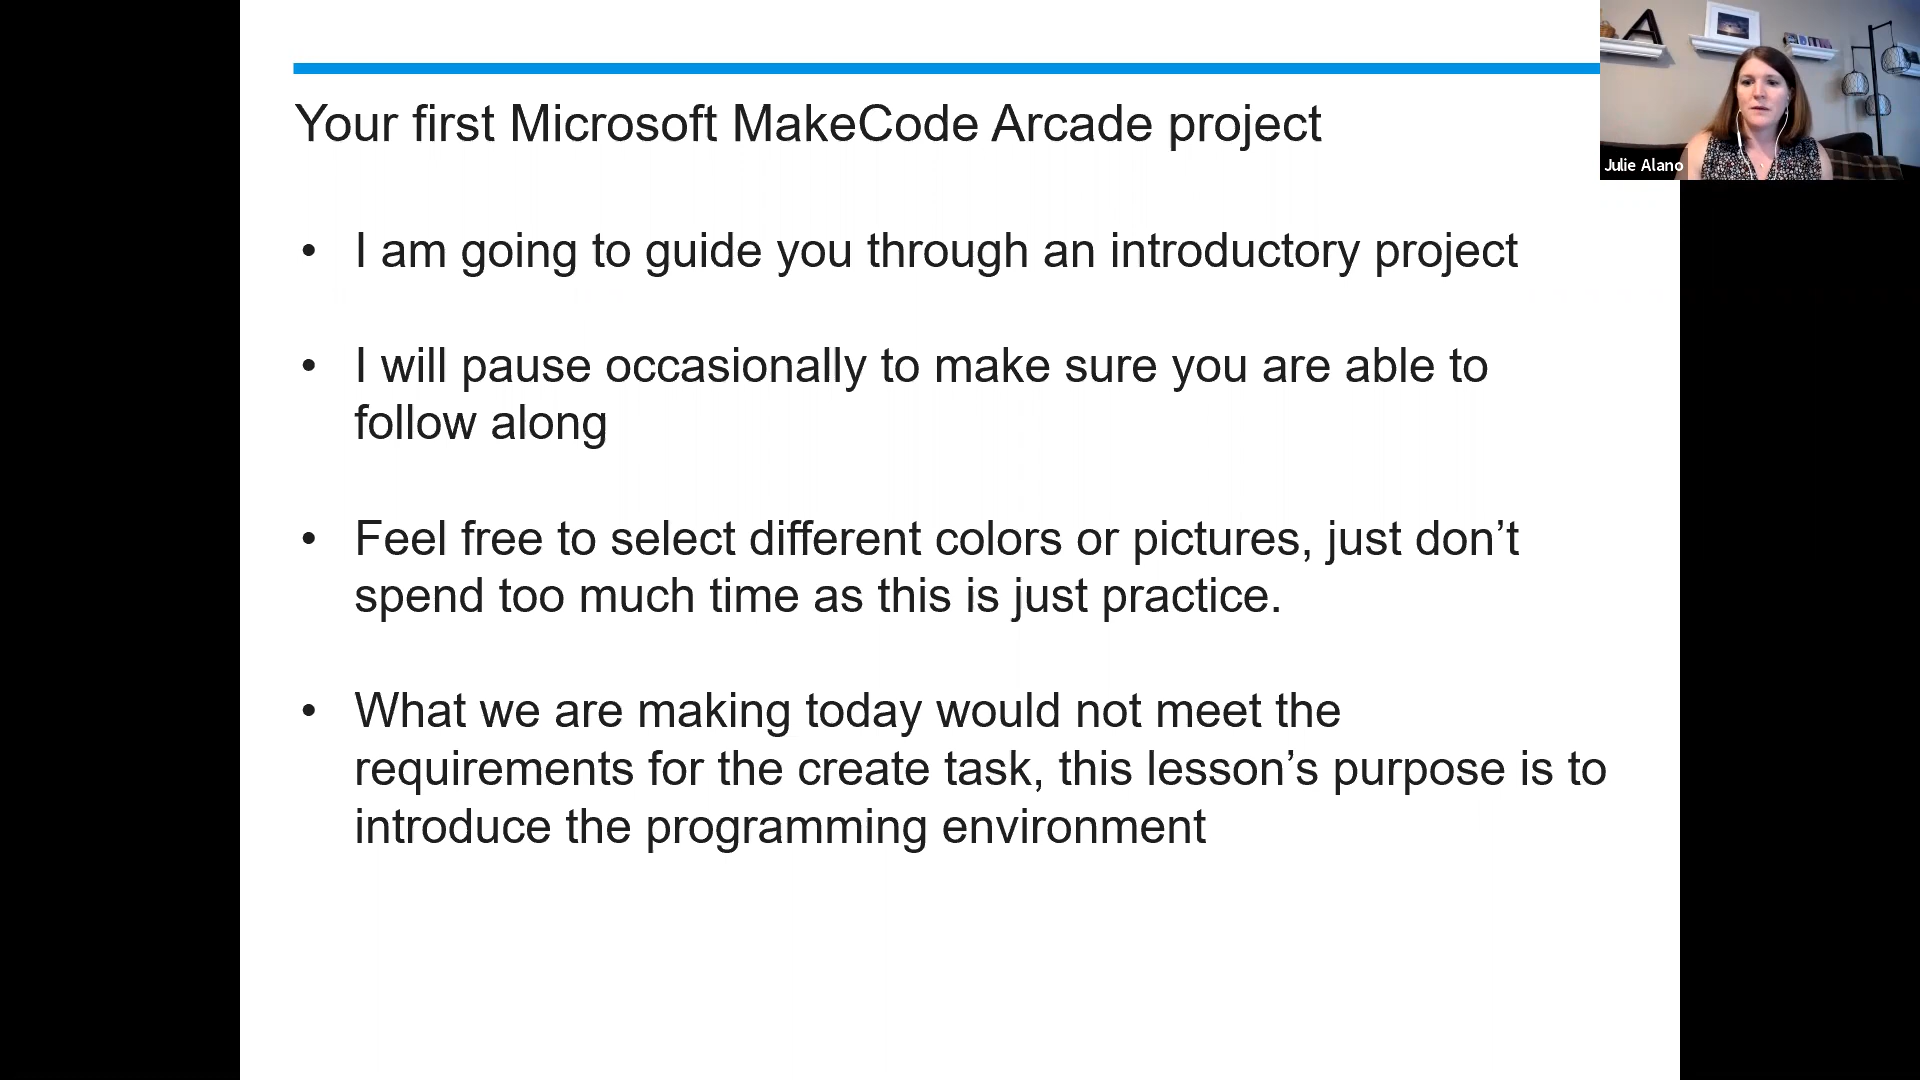 Your first Microsoft MakeCode Arcade project
Julie Alano
• I am going to guide you through an introductory project
• I will pause occasionally to make sure you are able to
follow along
• Feel free to select different colors or pictures, just don’t
spend too much time as this is just practice.
• What we are making today would not meet the
requirements for the create task, this lesson’s purpose is to
introduce the programming environment